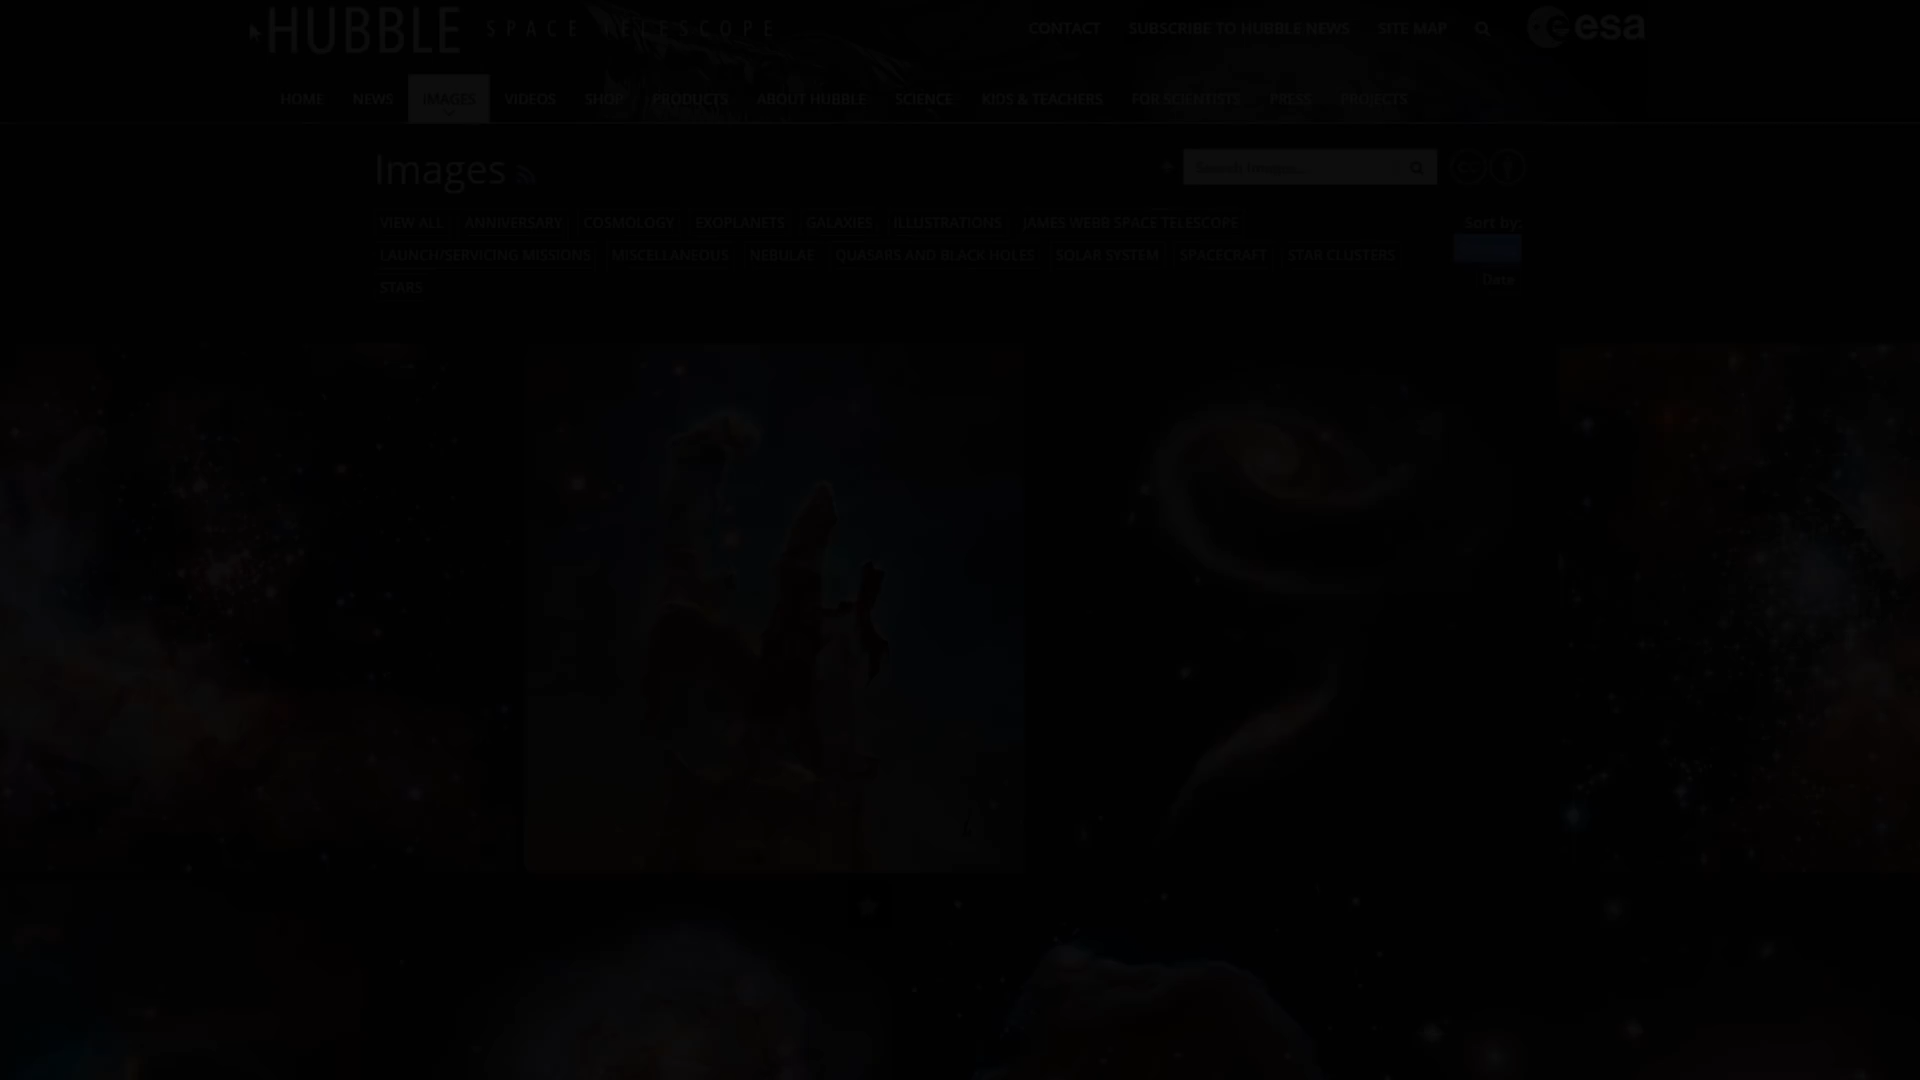 HUBBLE SPACE TELESCOPE
CONTACT SUBSCRIBE TO HUBBLE NEWS SITE MAP
esa
HOME NEWS IMAGES VIDEOS SHOP PRODUCTS ABOUT HUBBLE SCIENCE KIDS & TEACHERS FOR SCIENTISTS PRESS PROJECTS
Images
Search Images...
VIEW ALL ANNIVERSARY COSMOLOGY EXOPLANETS GALAXIES ILLUSTRATIONS JAMES WEBB SPACE TELESCOPE
Sort by:
LAUNCH/SERVICING MISSIONS MISCELLANEOUS NEBULAE QUASARS AND BLACK HOLES SOLAR SYSTEM SPACECRAFT STAR CLUSTERS
STARS
Date